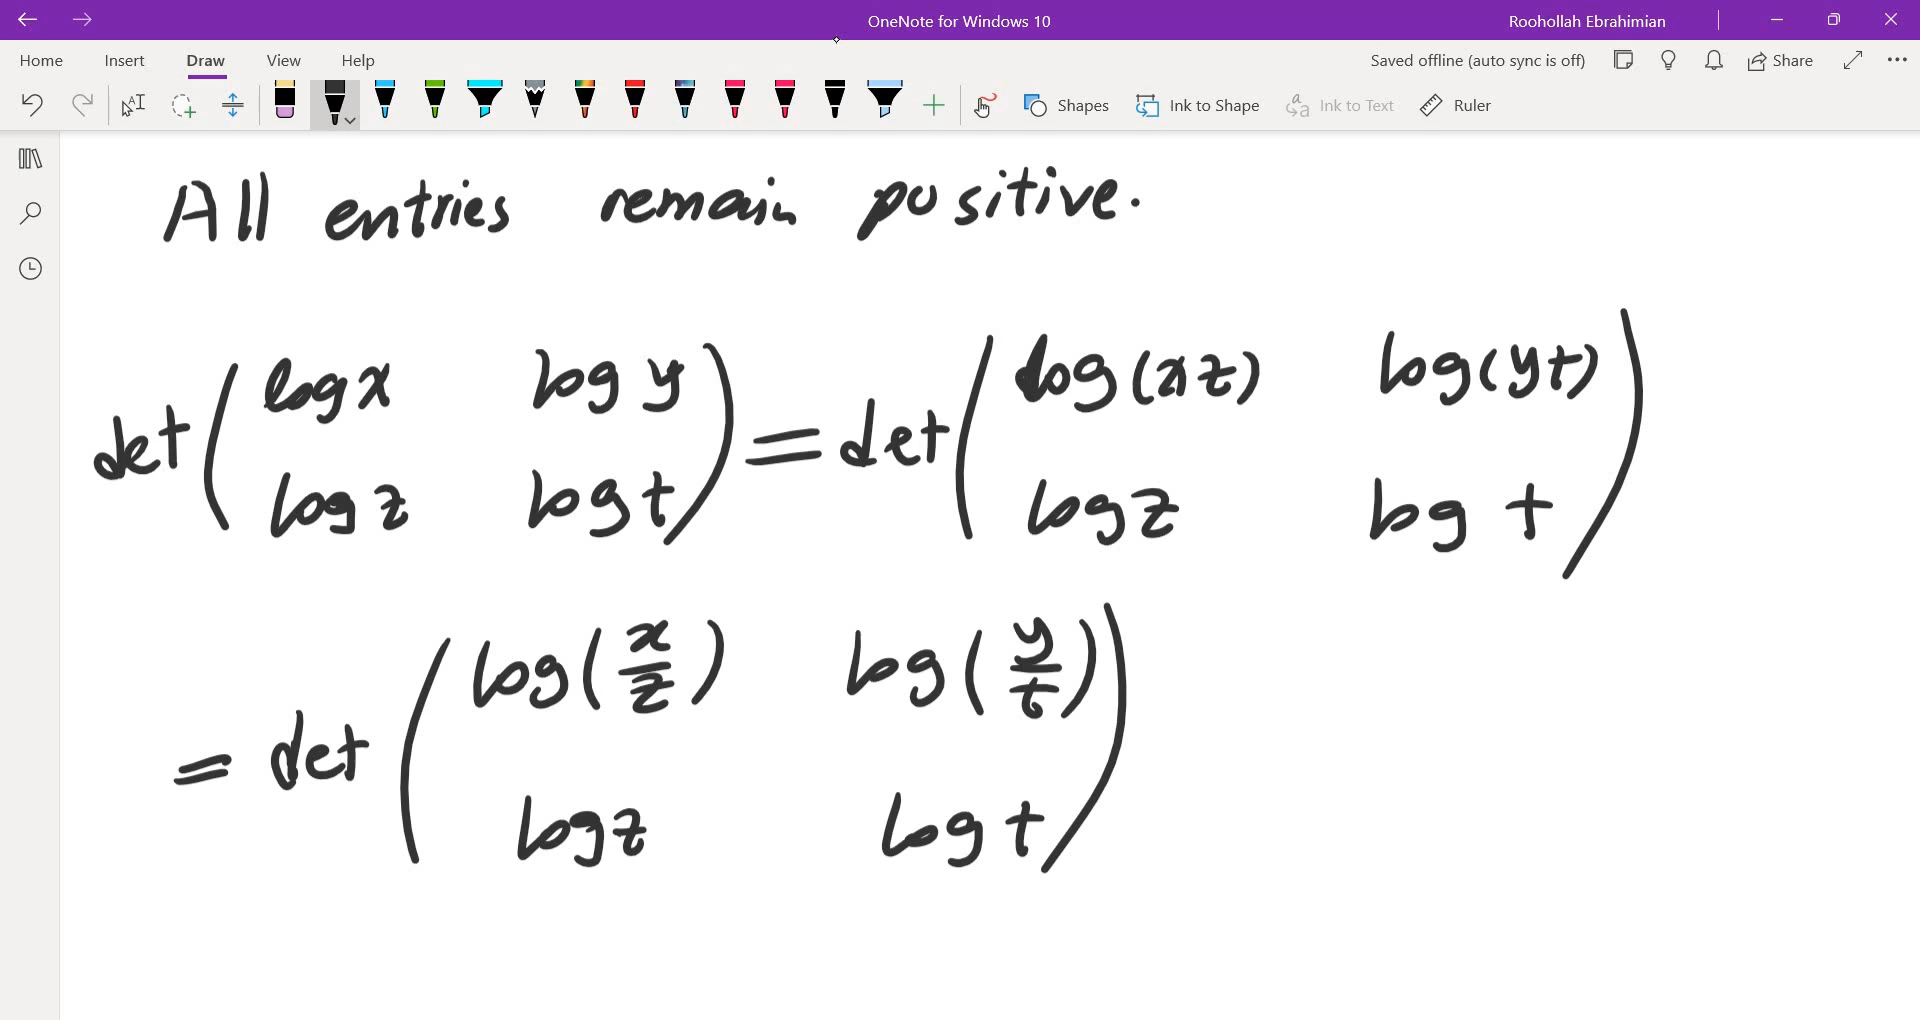 OneNote for Windows 10 Roohollah Ebrahimian
Home Insert Draw View Help Saved offline (auto sync is off) Share
Shapes Ink to Shape Ink to Text Ruler
All entries remain positive.
det ( log x log y ) = det ( log(xz) log(yt) )
log z log t log z log t
= det ( log(x/z) log(y/t) )
log z log t